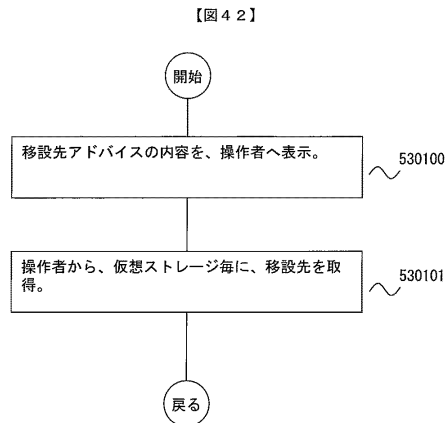 【図４２】
開始
移設先アドバイスの内容を、操作者へ表示。
530100
操作者から、仮想ストレージ毎に、移設先を取
得。
530101
戻る